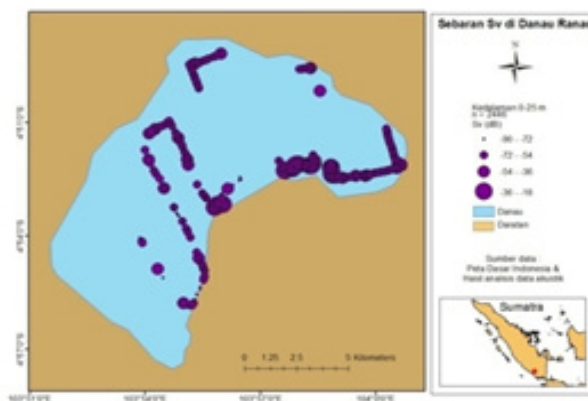 Sebaran Sv di Danau Ranau
N
Kedalaman 0-25 m
n = 2446
Sv (dB)
-90 - -72
-72 - -54
-54 - -36
-36 - -18
Danau
Daratan
Sumber data :
Peta Dasar Indonesia &
Hasil analisis data akustik
Sumatra
0 1.25 2.5 5 Kilometers